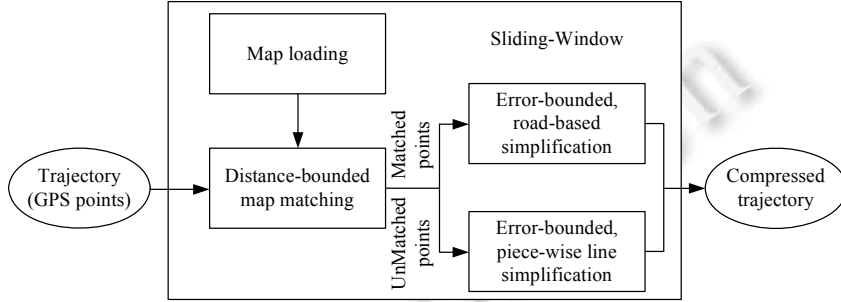 Map loading
Sliding-Window
Trajectory
(GPS points)
Distance-bounded
map matching
Matched
points
UnMatched
points
Error-bounded,
road-based
simplification
Error-bounded,
piece-wise line
simplification
Compressed
trajectory